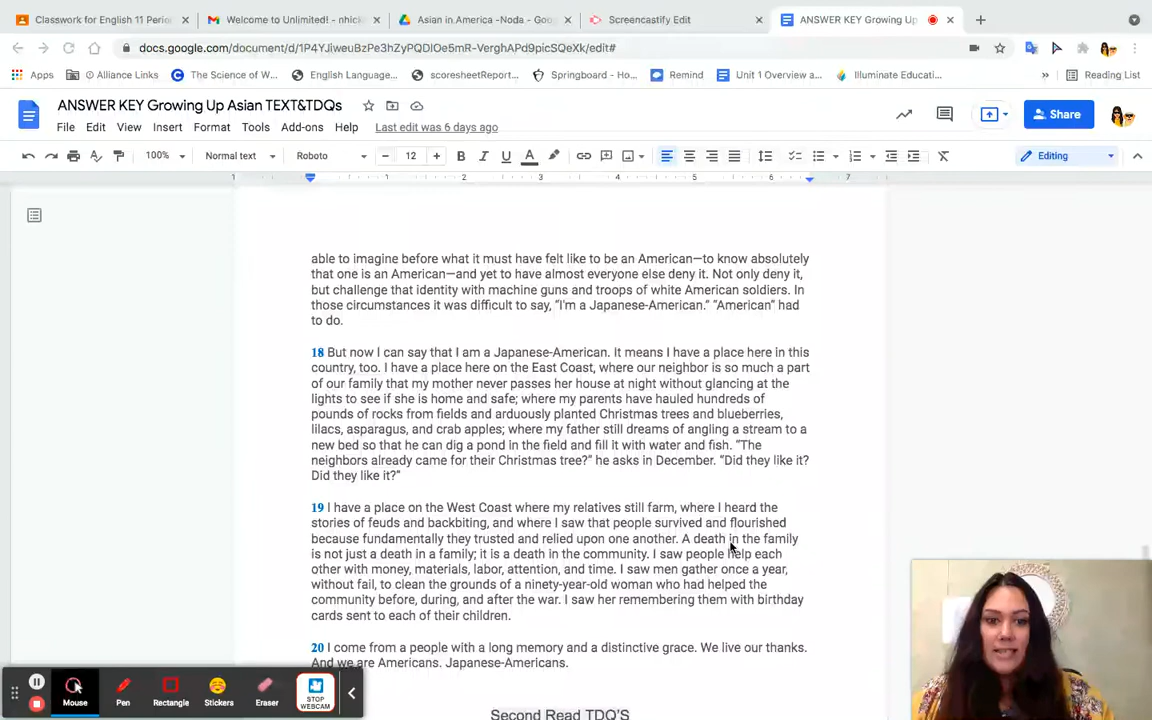 Classwork for English 11 Perio
Welcome to Unlimited! - nhick
Asian in America -Noda - Goo
Screencastify Edit
ANSWER KEY Growing Up
docs.google.com/document/d/1P4YJiweuBzPe3hZyPQDlOe5mR-VerghAPd9picSQeXk/edit#
Apps
Alliance Links
The Science of W...
English Language...
scoresheetReport...
Springboard - Ho...
Remind
Unit 1 Overview a...
Illuminate Educati...
»
Reading List
ANSWER KEY Growing Up Asian TEXT&TDQs
Share
File Edit View Insert Format Tools Add-ons Help Last edit was 6 days ago
100% Normal text Roboto 12 B I U A Editing
1 1 2 3 4 5 6 7
able to imagine before what it must have felt like to be an American—to know absolutely
that one is an American—and yet to have almost everyone else deny it. Not only deny it,
but challenge that identity with machine guns and troops of white American soldiers. In
those circumstances it was difficult to say, "I'm a Japanese-American." "American" had
to do.
18 But now I can say that I am a Japanese-American. It means I have a place here in this
country, too. I have a place here on the East Coast, where our neighbor is so much a part
of our family that my mother never passes her house at night without glancing at the
lights to see if she is home and safe; where my parents have hauled hundreds of
pounds of rocks from fields and arduously planted Christmas trees and blueberries,
lilacs, asparagus, and crab apples; where my father still dreams of angling a stream to a
new bed so that he can dig a pond in the field and fill it with water and fish. "The
neighbors already came for their Christmas tree?" he asks in December. "Did they like it?
Did they like it?"
19 I have a place on the West Coast where my relatives still farm, where I heard the
stories of feuds and backbiting, and where I saw that people survived and flourished
because fundamentally they trusted and relied upon one another. A death in the family
is not just a death in a family; it is a death in the community. I saw people help each
other with money, materials, labor, attention, and time. I saw men gather once a year,
without fail, to clean the grounds of a ninety-year-old woman who had helped the
community before, during, and after the war. I saw her remembering them with birthday
cards sent to each of their children.
20 I come from a people with a long memory and a distinctive grace. We live our thanks.
And we are Americans. Japanese-Americans.
Second Read TDQ'S
Mouse
Pen
Rectangle
Stickers
Eraser
STOP
WEBCAM